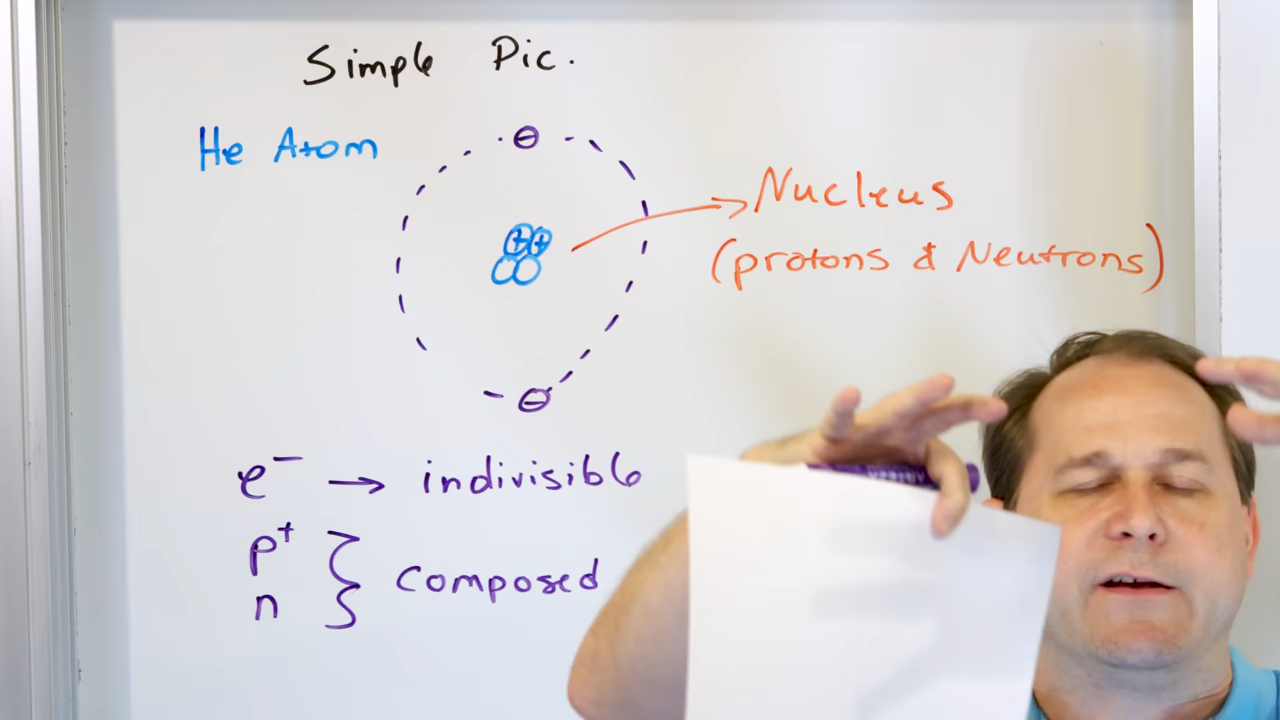 Simple Pic.
He Atom
⊖
+ +
Nucleus
(protons & Neutrons)
⊖
e⁻ → indivisible
p⁺
n } composed